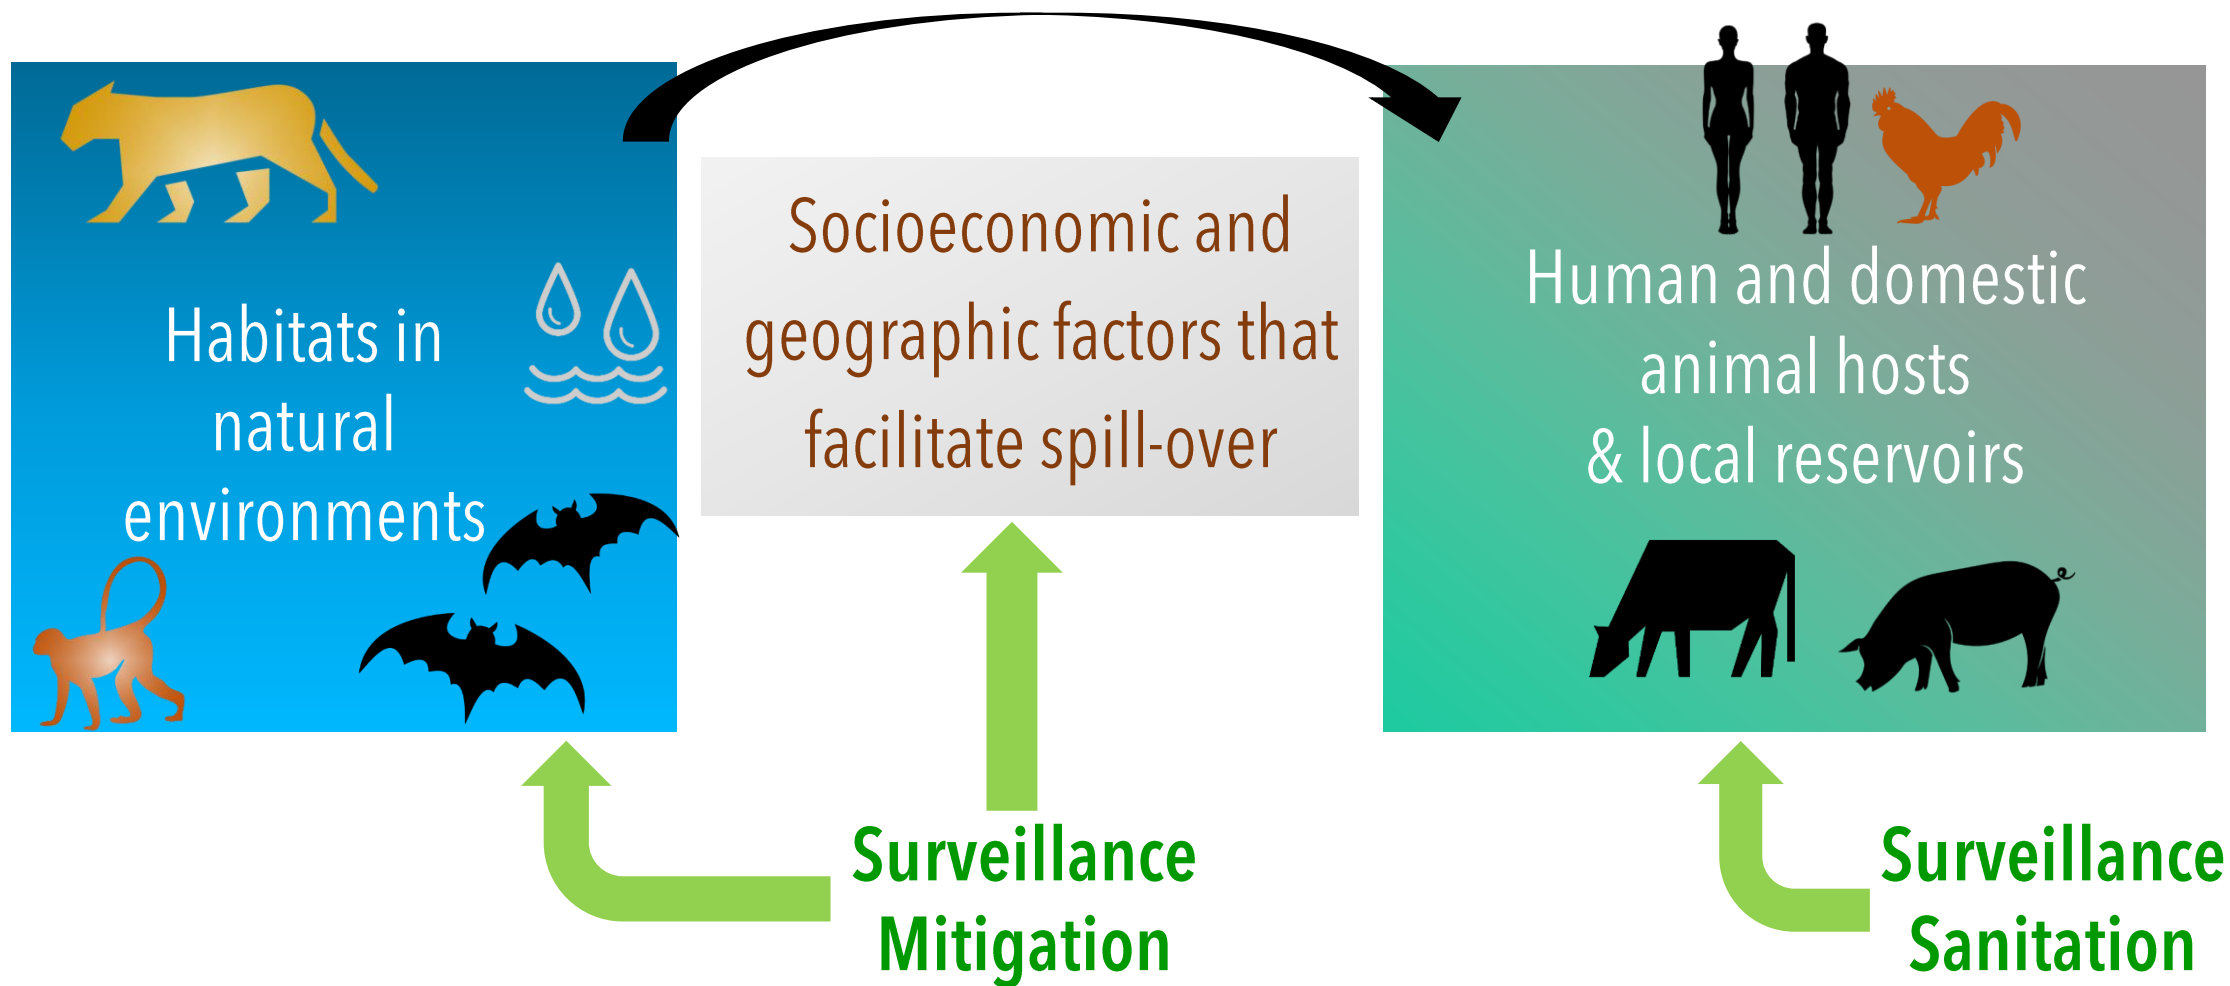 Habitats in
natural
environments
Socioeconomic and
geographic factors that
facilitate spill-over
Human and domestic
animal hosts
& local reservoirs
Surveillance
Mitigation
Surveillance
Sanitation